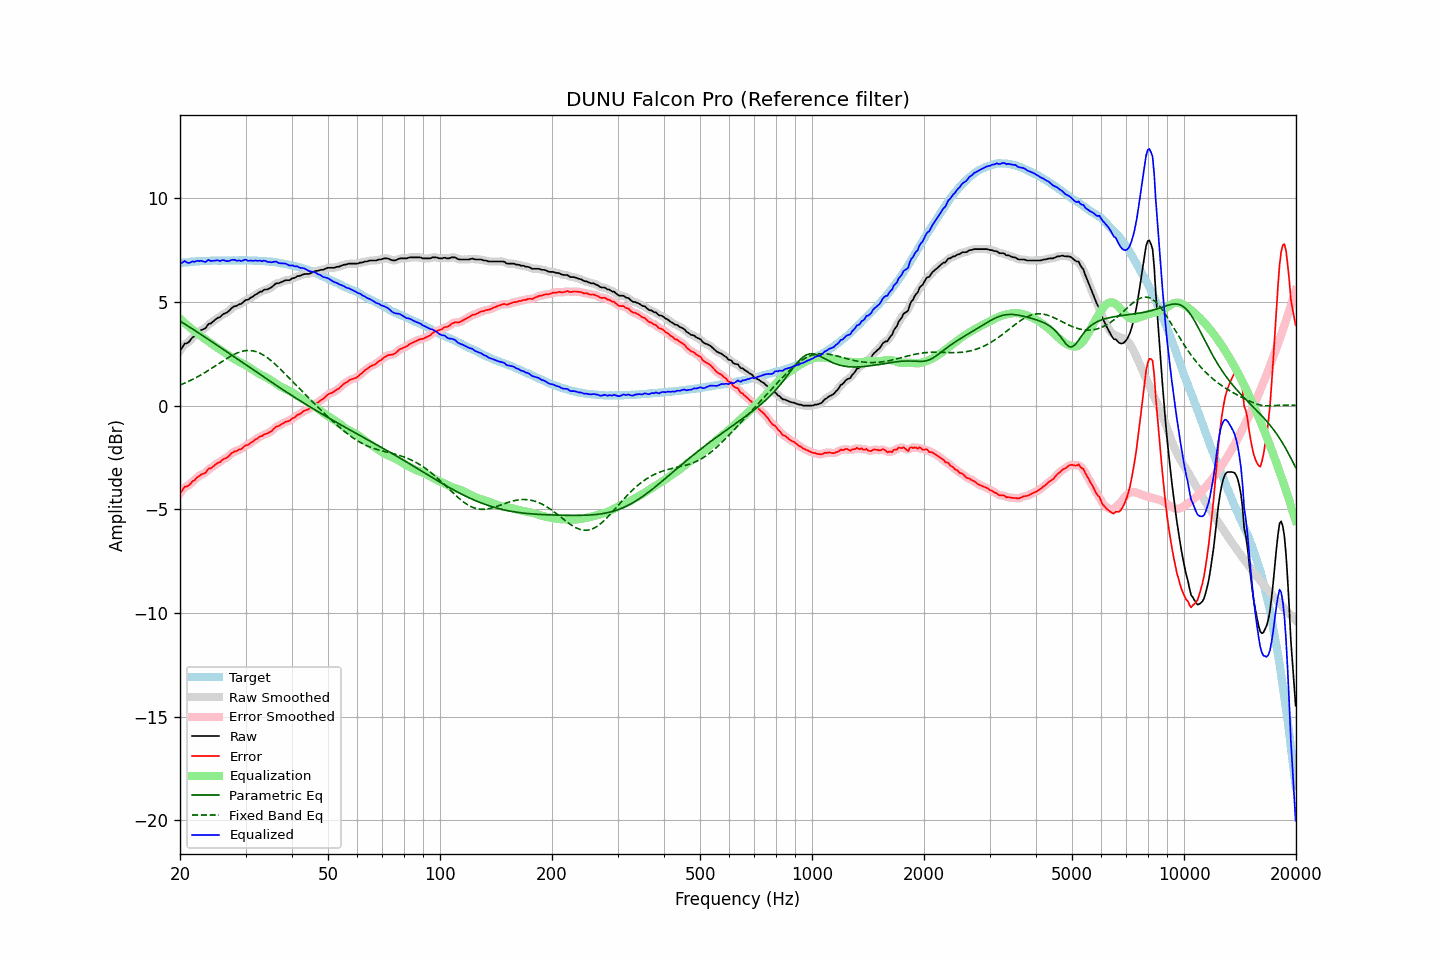 DUNU Falcon Pro (Reference filter)
Amplitude (dBr)
10
5
0
−5
−10
−15
−20
Target
Raw Smoothed
Error Smoothed
Raw
Error
Equalization
Parametric Eq
Fixed Band Eq
Equalized
20 50 100 200 500 1000 2000 5000 10000 20000
Frequency (Hz)